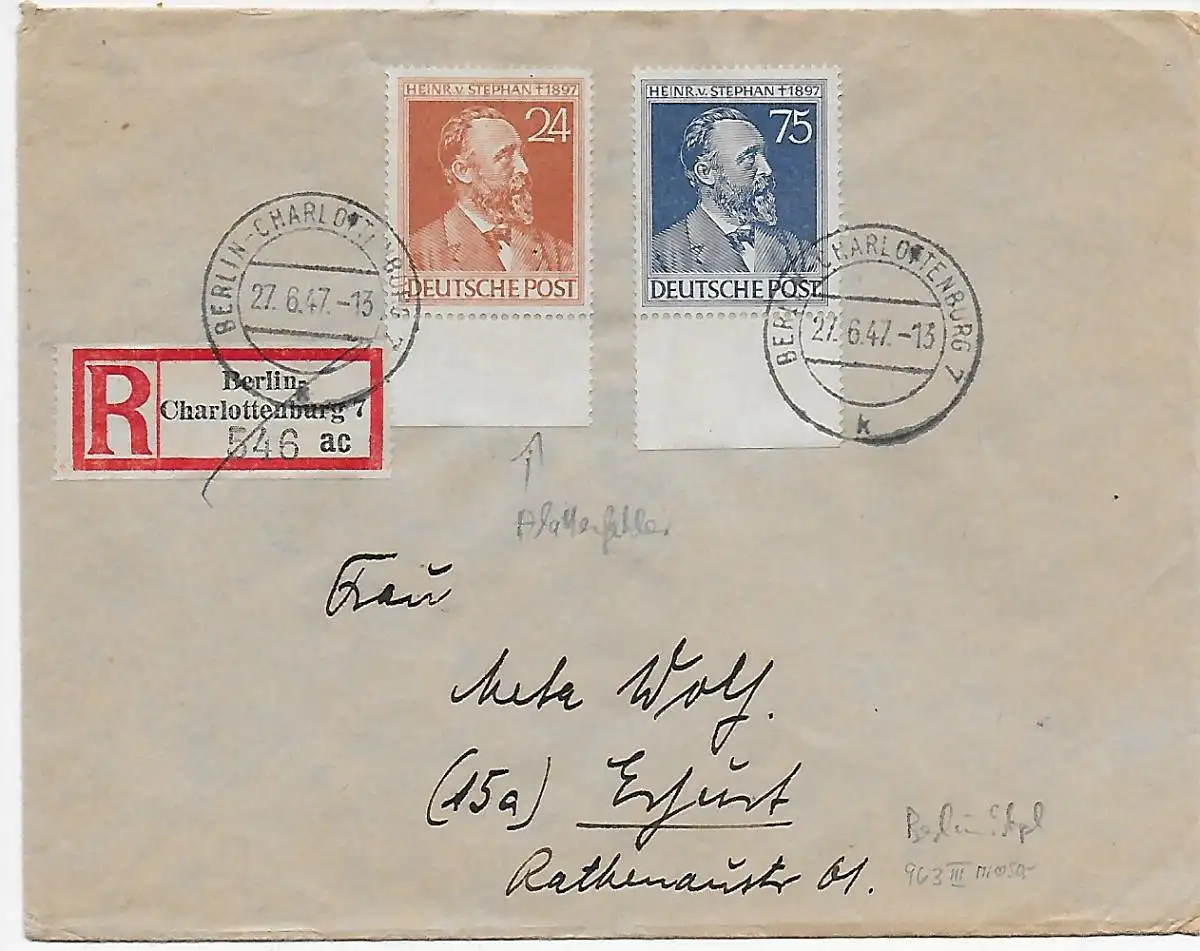 HEINR. v. STEPHAN †1897
24
DEUTSCHE POST
HEINR. v. STEPHAN †1897
75
DEUTSCHE POST
BERLIN-CHARLOTTENBURG 7
27.6.47.-13
BERLIN-CHARLOTTENBURG 7
27.6.47.-13
k
R
Berlin-
Charlottenburg 7
546 ac
Plattenfehler
Frau
Meta Wolf.
(15a) Erfurt
Rathenaustr 61.
Berlin
963 III